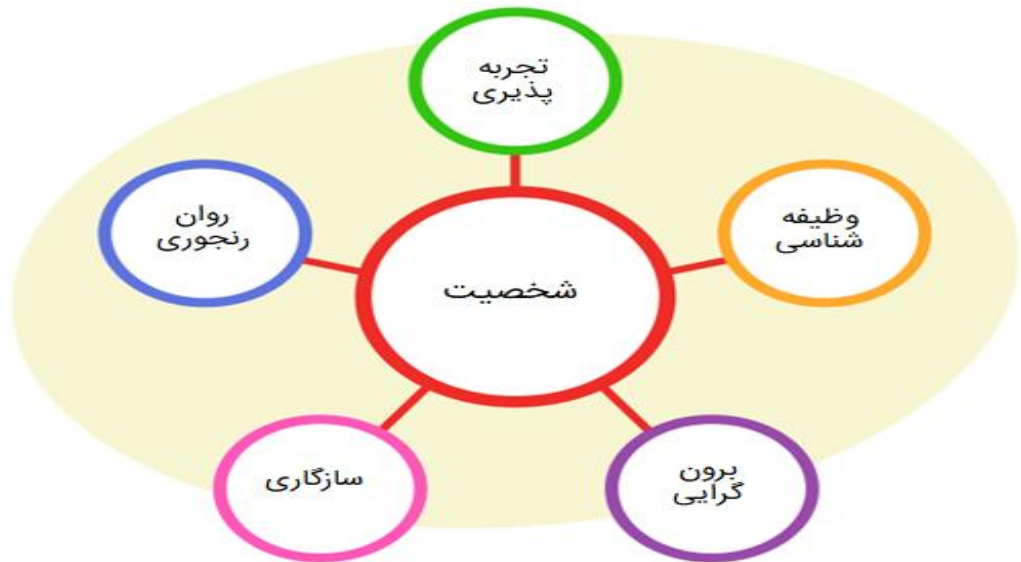 تجربه
پذیری
وظیفه
شناسی
روان
رنجوری
شخصیت
برون
گرایی
سازگاری